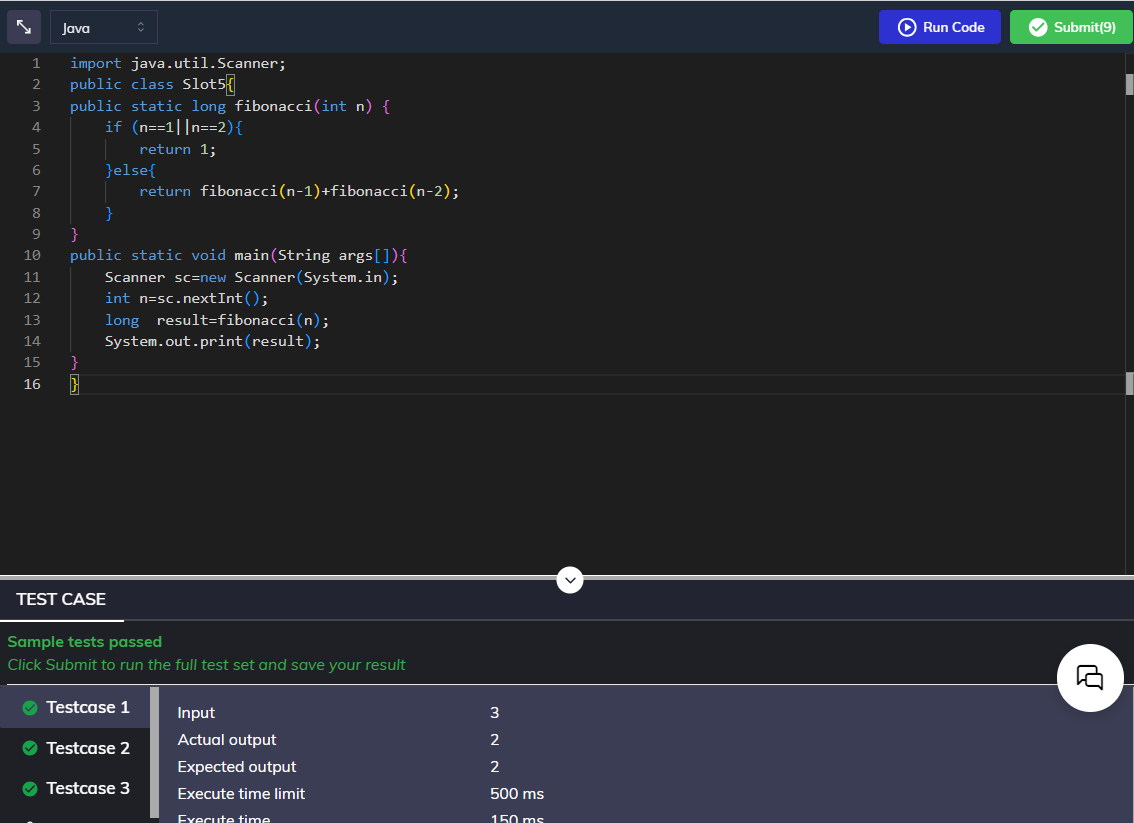 Java
Run Code
Submit(9)
1 import java.util.Scanner;
2 public class Slot5{
3 public static long fibonacci(int n) {
4 if (n==1||n==2){
5 return 1;
6 }else{
7 return fibonacci(n-1)+fibonacci(n-2);
8 }
9 }
10 public static void main(String args[]){
11 Scanner sc=new Scanner(System.in);
12 int n=sc.nextInt();
13 long  result=fibonacci(n);
14 System.out.print(result);
15 }
16 }
TEST CASE
Sample tests passed
Click Submit to run the full test set and save your result
Testcase 1
Testcase 2
Testcase 3
Input 3
Actual output 2
Expected output 2
Execute time limit 500 ms
Execute time 150 ms